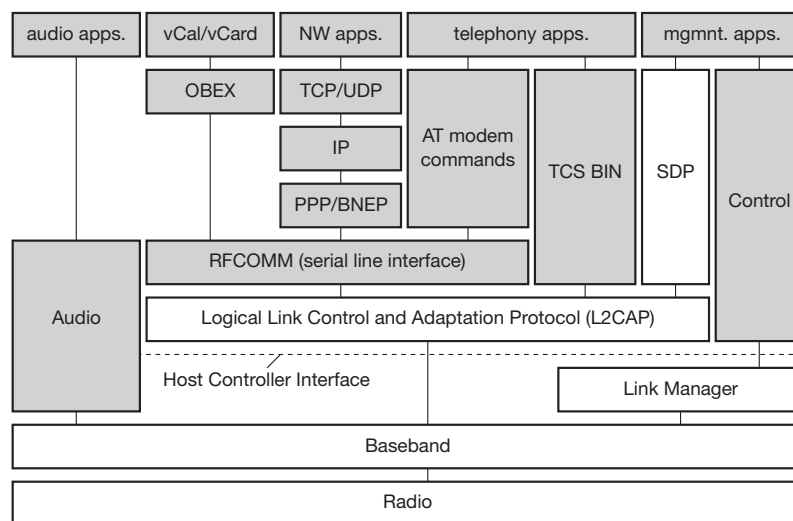 audio apps.
vCal/vCard
NW apps.
telephony apps.
mgmnt. apps.
OBEX
TCP/UDP
AT modem
commands
TCS BIN
SDP
Control
IP
PPP/BNEP
Audio
RFCOMM (serial line interface)
Logical Link Control and Adaptation Protocol (L2CAP)
Host Controller Interface
Link Manager
Baseband
Radio